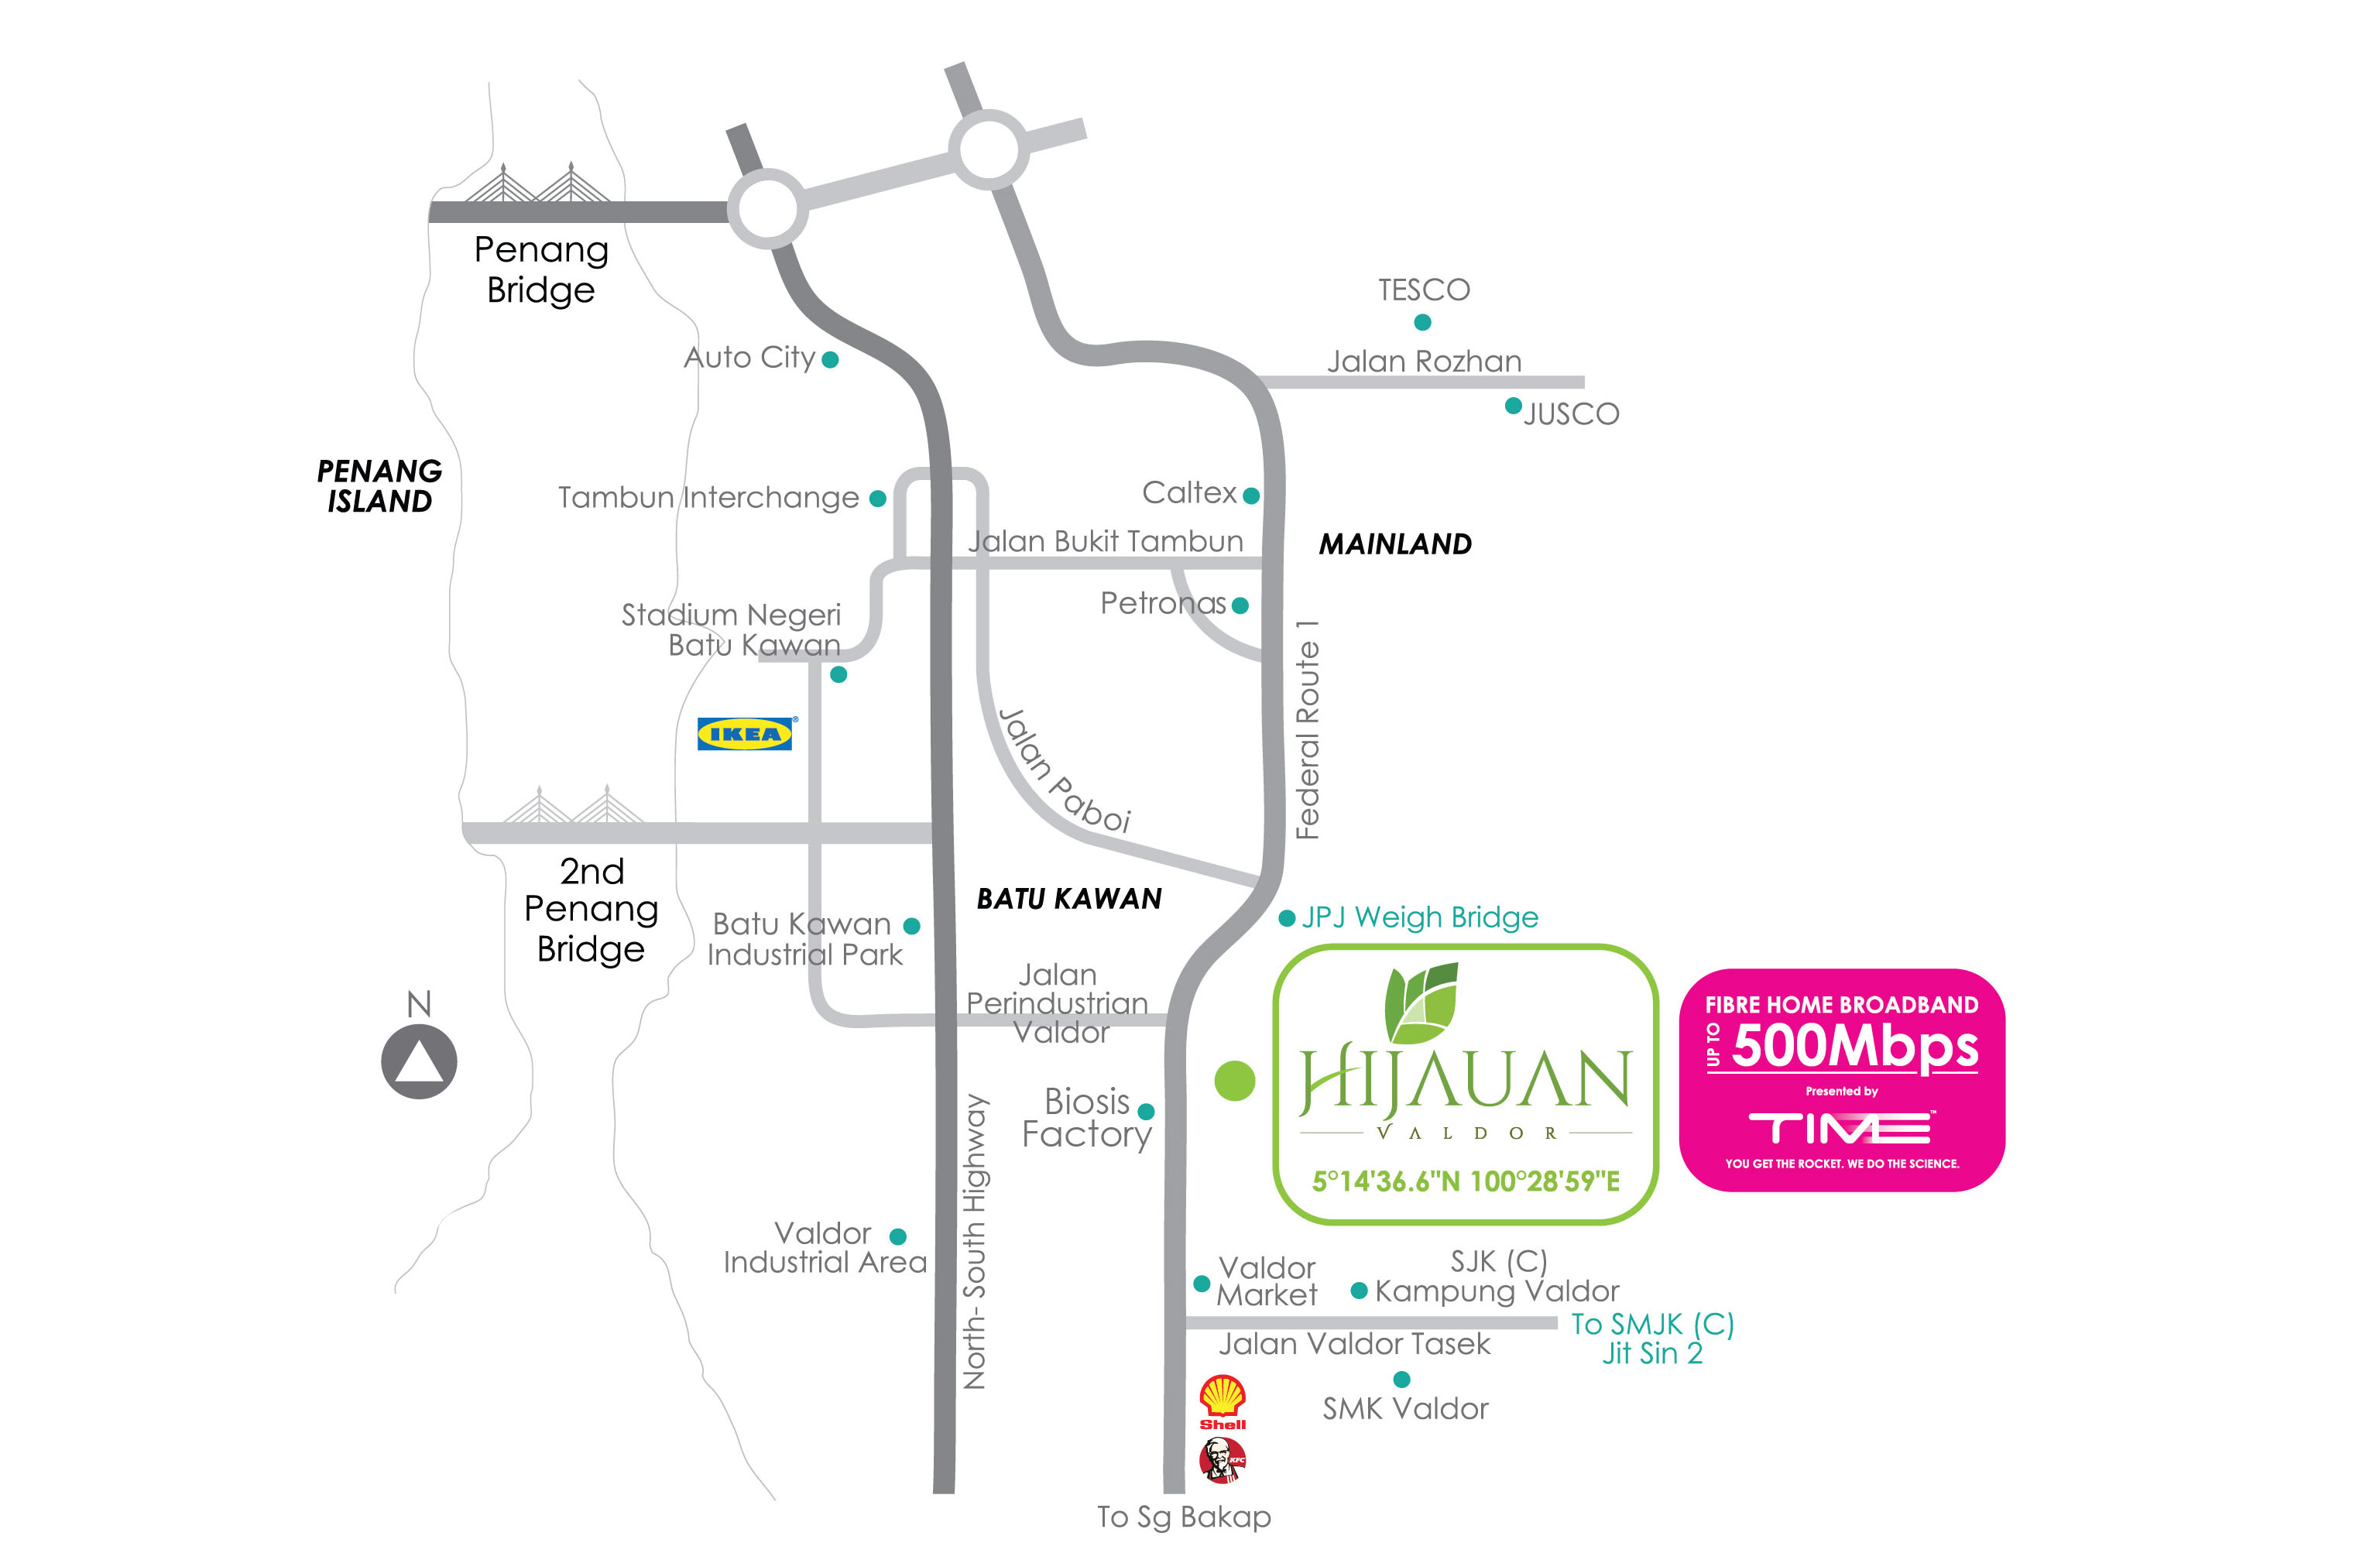 Penang
Bridge
TESCO
Jalan Rozhan
JUSCO
Auto City
PENANG
ISLAND
Tambun Interchange
Caltex
Jalan Bukit Tambun
MAINLAND
Petronas
Stadium Negeri
Batu Kawan
Federal Route 1
IKEA®
Jalan Paboi
2nd
Penang
Bridge
BATU KAWAN
Batu Kawan
Industrial Park
JPJ Weigh Bridge
Jalan
Perindustrian
Valdor
N
HIJAUAN
VALDOR
5°14'36.6"N 100°28'59"E
FIBRE HOME BROADBAND
UP TO
500Mbps
Presented by
TIME™
YOU GET THE ROCKET. WE DO THE SCIENCE.
Biosis
Factory
North- South Highway
Valdor
Industrial Area
Valdor
Market
SJK (C)
Kampung Valdor
To SMJK (C)
Jit Sin 2
Jalan Valdor Tasek
SMK Valdor
Shell
KFC
To Sg Bakap